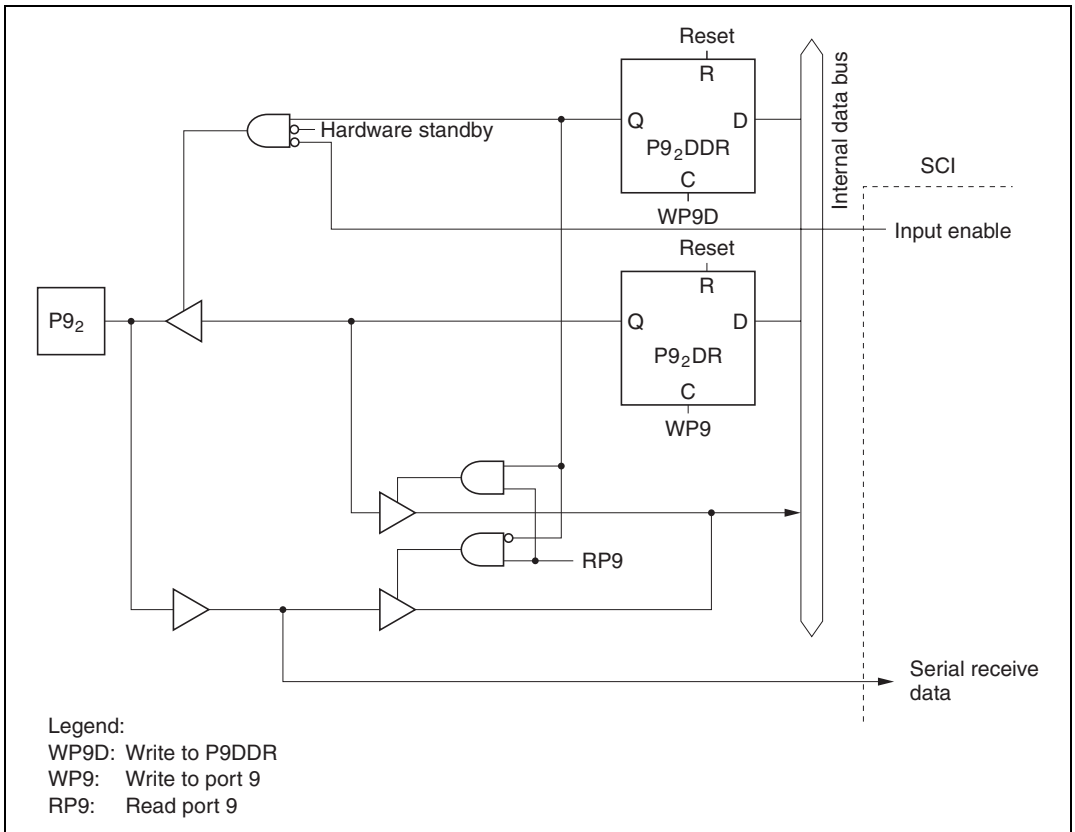 Reset
R
Q D
P9₂DDR
C
WP9D
Hardware standby
Internal data bus
SCI
Input enable
Reset
R
Q D
P9₂DR
C
WP9
P9₂
RP9
Serial receive
data
Legend:
WP9D: Write to P9DDR
WP9: Write to port 9
RP9: Read port 9